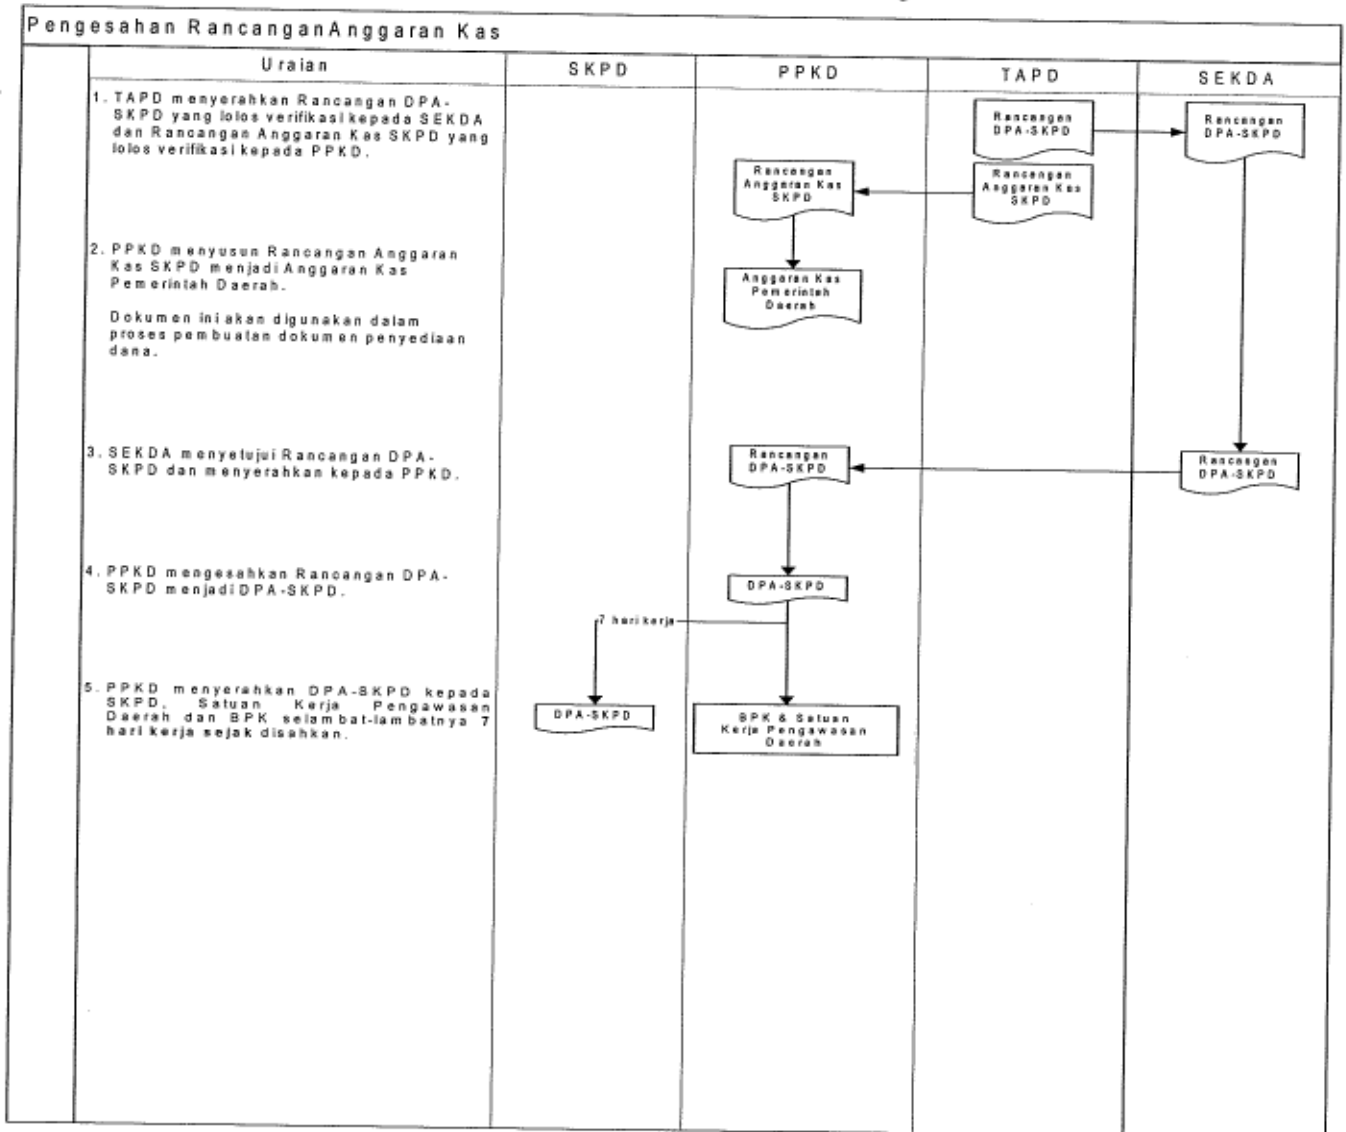 Pengesahan RancanganAnggaran Kas
Uraian
SKPD
PPKD
TAPD
SEKDA
1. TAPD menyerahkan Rancangan DPA-
SKPD yang lolos verifikasi kepada SEKDA
dan Rancangan Anggaran Kas SKPD yang
lolos verifikasi kepada PPKD.
Rancangan
DPA-SKPD
Rancangan
DPA-SKPD
Rancangan
Anggaran Kas
SKPD
Rancangan
Anggaran Kas
SKPD
2. PPKD menyusun Rancangan Anggaran
Kas SKPD menjadi Anggaran Kas
Pemerintah Daerah.
Dokumen ini akan digunakan dalam
proses pembuatan dokumen penyediaan
dana.
Anggaran Kas
Pemerintah
Daerah
3. SEKDA menyetujui Rancangan DPA-
SKPD dan menyerahkan kepada PPKD.
Rancangan
DPA-SKPD
Rancangan
DPA-SKPD
4. PPKD mengesahkan Rancangan DPA-
SKPD menjadi DPA-SKPD.
DPA-SKPD
7 hari kerja
5. PPKD menyerahkan DPA-SKPD kepada
SKPD, Satuan Kerja Pengawasan
Daerah dan BPK selambat-lambatnya 7
hari kerja sejak disahkan.
DPA-SKPD
BPK & Satuan
Kerja Pengawasan
Daerah